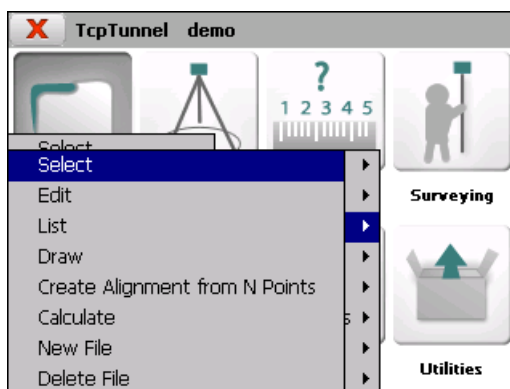 X TcpTunnel demo
?
1 2 3 4 5
Select
Select
Edit
List
Draw
Create Alignment from N Points
Calculate
New File
Delete File
Surveying
s
Utilities